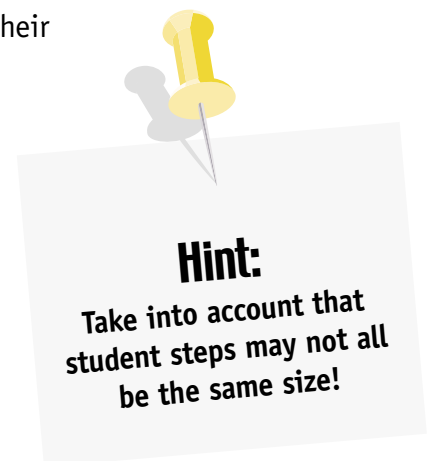 heir
Hint:
Take into account that
student steps may not all
be the same size!